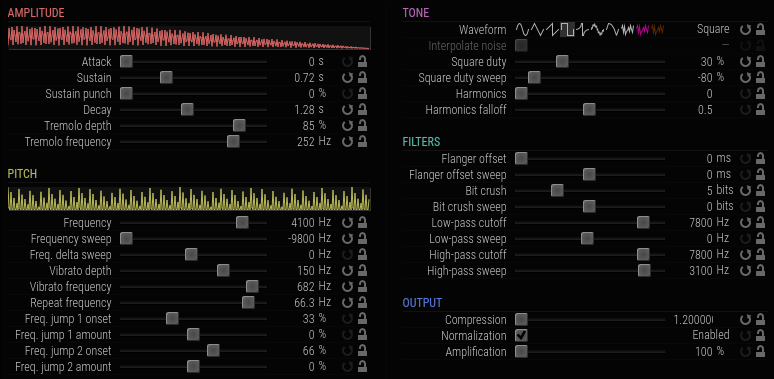 AMPLITUDE
Attack 0 s
Sustain 0.72 s
Sustain punch 0 %
Decay 1.28 s
Tremolo depth 85 %
Tremolo frequency 252 Hz
PITCH
Frequency 4100 Hz
Frequency sweep -9800 Hz
Freq. delta sweep 0 Hz
Vibrato depth 150 Hz
Vibrato frequency 682 Hz
Repeat frequency 66.3 Hz
Freq. jump 1 onset 33 %
Freq. jump 1 amount 0 %
Freq. jump 2 onset 66 %
Freq. jump 2 amount 0 %
TONE
Waveform Square
Interpolate noise –
Square duty 30 %
Square duty sweep -80 %
Harmonics 0
Harmonics falloff 0.5
FILTERS
Flanger offset 0 ms
Flanger offset sweep 0 ms
Bit crush 5 bits
Bit crush sweep 0 bits
Low-pass cutoff 7800 Hz
Low-pass sweep 0 Hz
High-pass cutoff 7800 Hz
High-pass sweep 3100 Hz
OUTPUT
Compression 1.20000
Normalization Enabled
Amplification 100 %